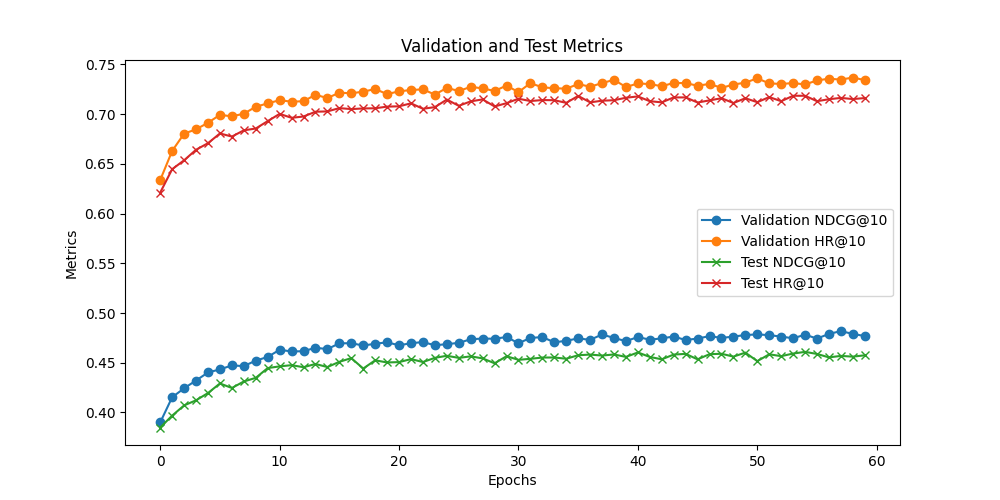 Validation and Test Metrics
0.75
0.70
0.65
0.60
0.55
0.50
0.45
0.40
Metrics
Validation NDCG@10
Validation HR@10
Test NDCG@10
Test HR@10
0 10 20 30 40 50 60
Epochs